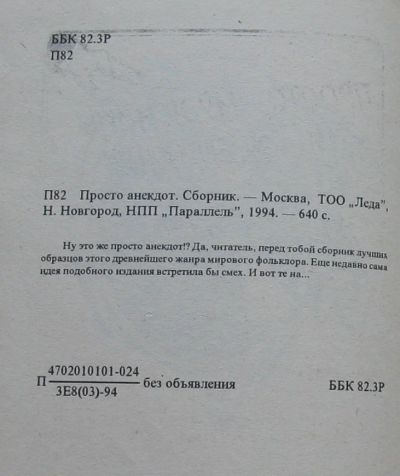 ББК 82.3Р
П82
П82 Просто анекдот. Сборник. — Москва, ТОО „Леда",
Н. Новгород, НПП „Параллель", 1994. — 640 с.
Ну это же просто анекдот!? Да, читатель, перед тобой сборник лучших
образцов этого древнейшего жанра мирового фольклора. Еще недавно сама
идея подобного издания встретила бы смех. И вот те на...
4702010101-024
П без объявления
3Е8(03)-94
ББК 82.3Р